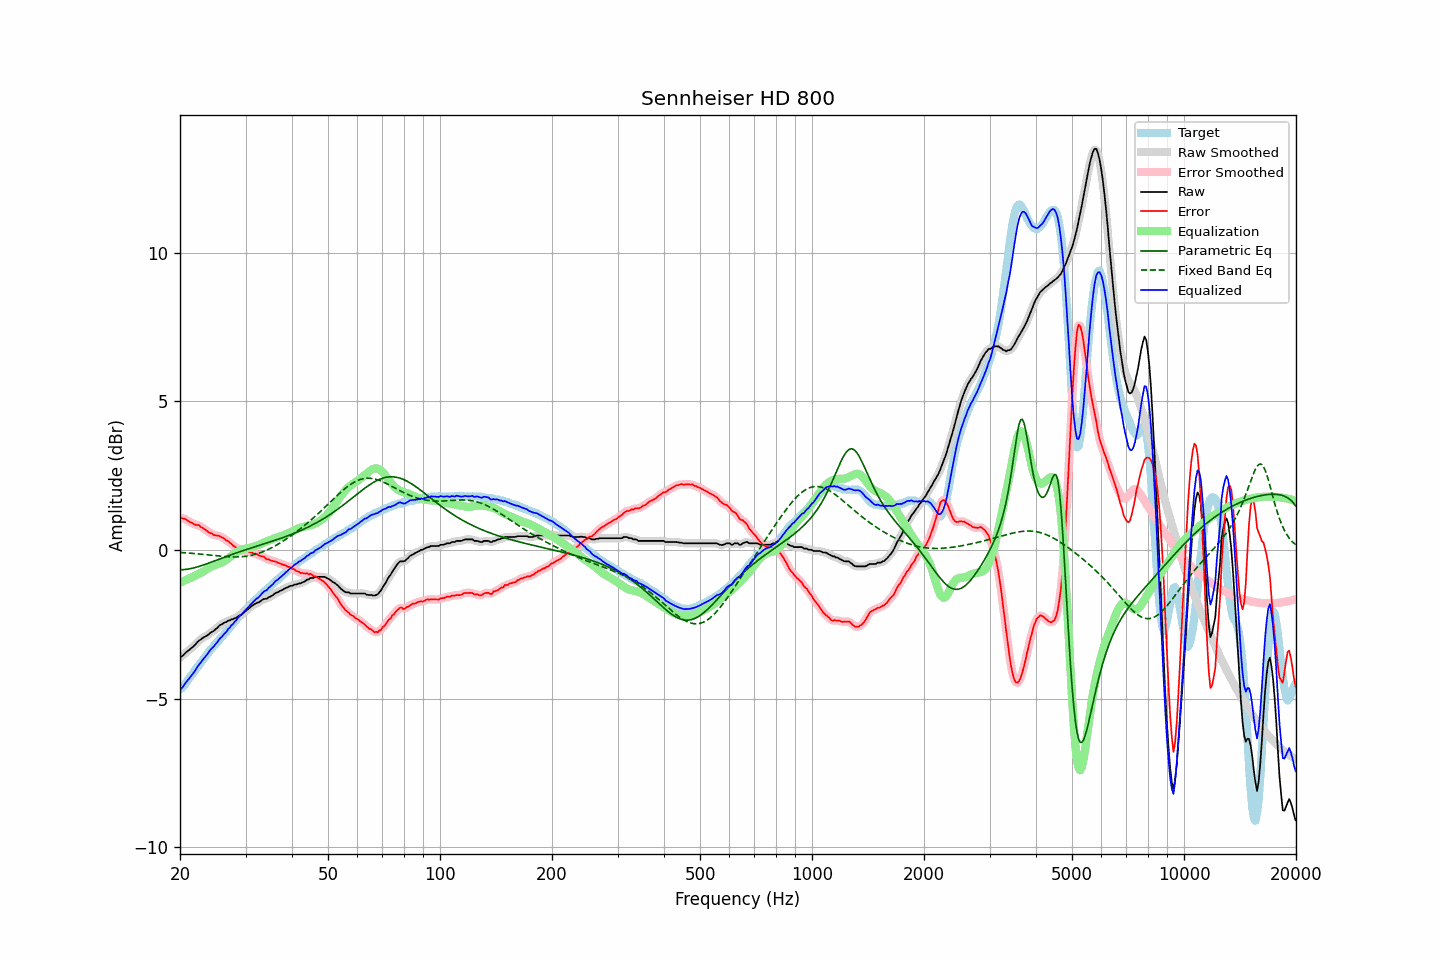 Sennheiser HD 800
Target
Raw Smoothed
Error Smoothed
Raw
Error
Equalization
Parametric Eq
Fixed Band Eq
Equalized
Amplitude (dBr)
10
5
0
−5
−10
20
50
100
200
500
1000
2000
5000
10000
20000
Frequency (Hz)